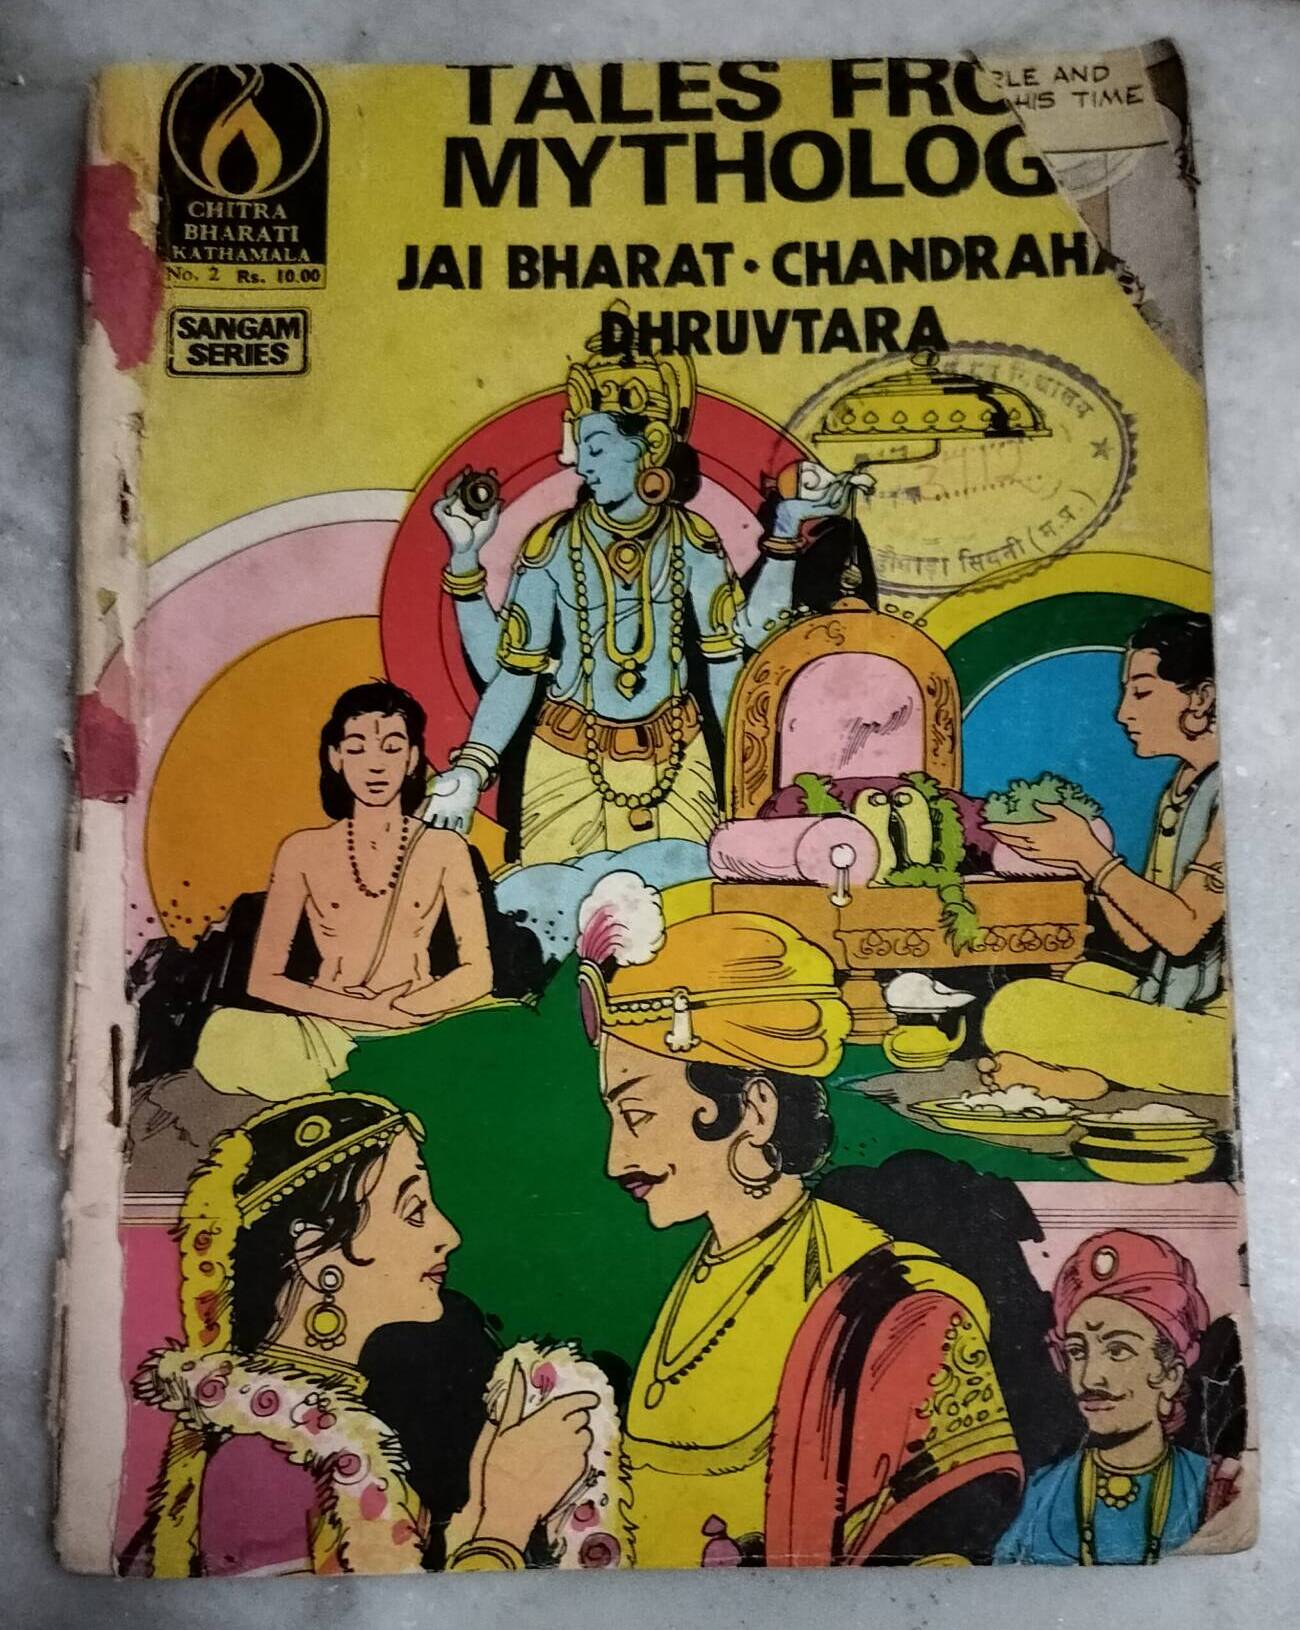 TALES FRO
MYTHOLOG
RLE AND
HIS TIME
CHITRA
BHARATI
KATHAMALA
No. 2 Rs. 10.00
SANGAM
SERIES
JAI BHARAT · CHANDRAHA
DHRUVTARA
सिवनी (म.प्र.)